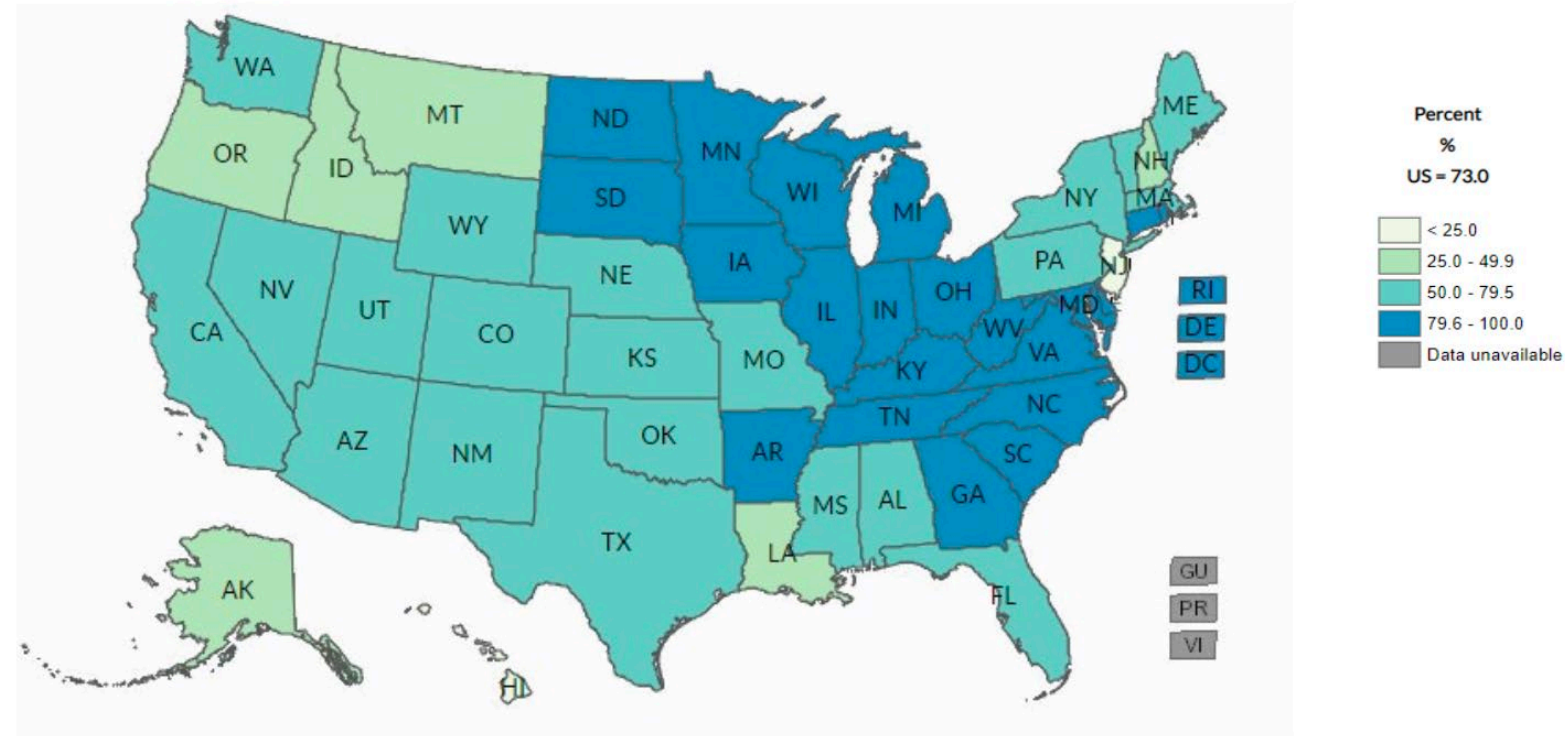 WA
MT
ND
MN
ME
OR
ID
SD
WI
MI
NH
NY
MA
WY
IA
NE
PA
NJ
NV
UT
CO
IL
IN
OH
MD
WV
CA
KS
MO
KY
VA
AZ
NM
OK
AR
TN
NC
SC
TX
MS
AL
GA
LA
FL
AK
HI
RI
DE
DC
GU
PR
VI
Percent
%
US = 73.0
< 25.0
25.0 - 49.9
50.0 - 79.5
79.6 - 100.0
Data unavailable